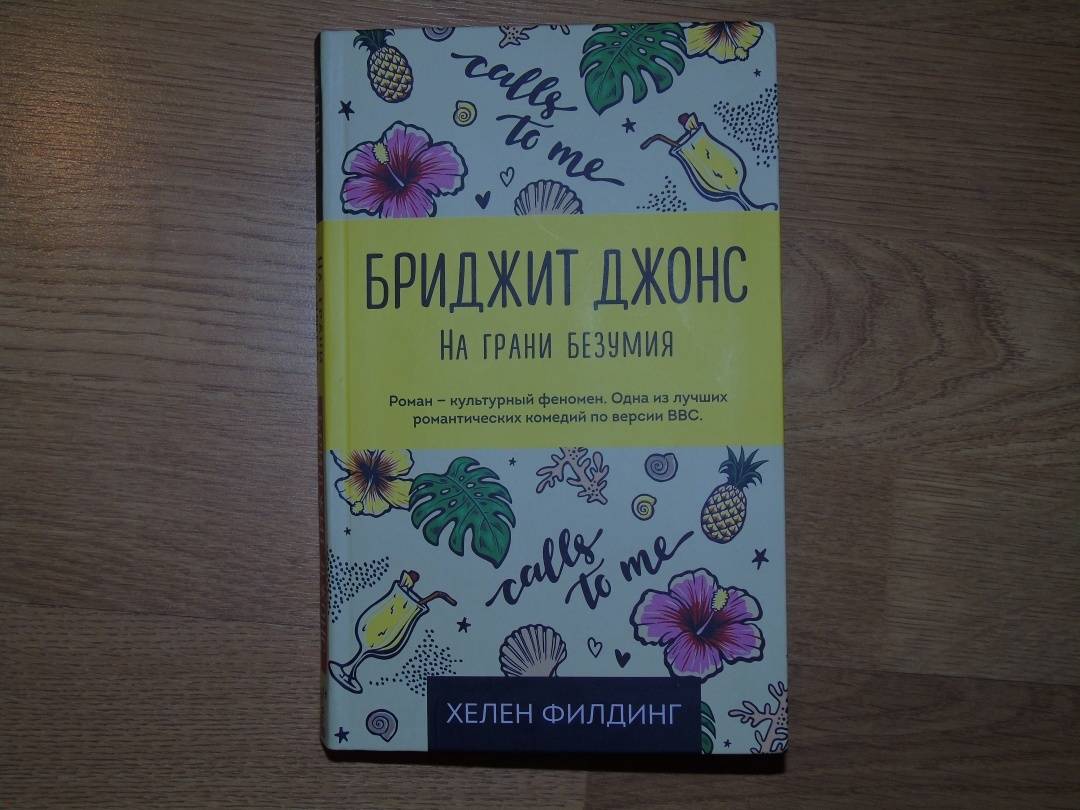 calls
to me
БРИДЖИТ ДЖОНС
НА ГРАНИ БЕЗУМИЯ
Роман – культурный феномен. Одна из лучших
романтических комедий по версии BBC.
calls
to me
ХЕЛЕН ФИЛДИНГ